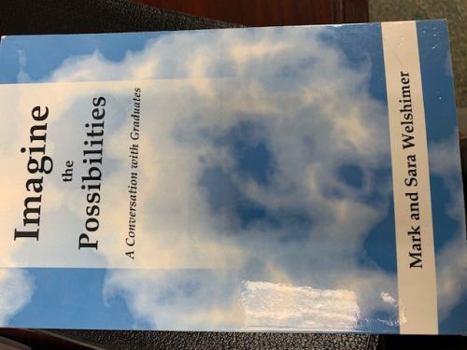 Imagine
the
Possibilities
A Conversation with Graduates
Mark and Sara Welshimer